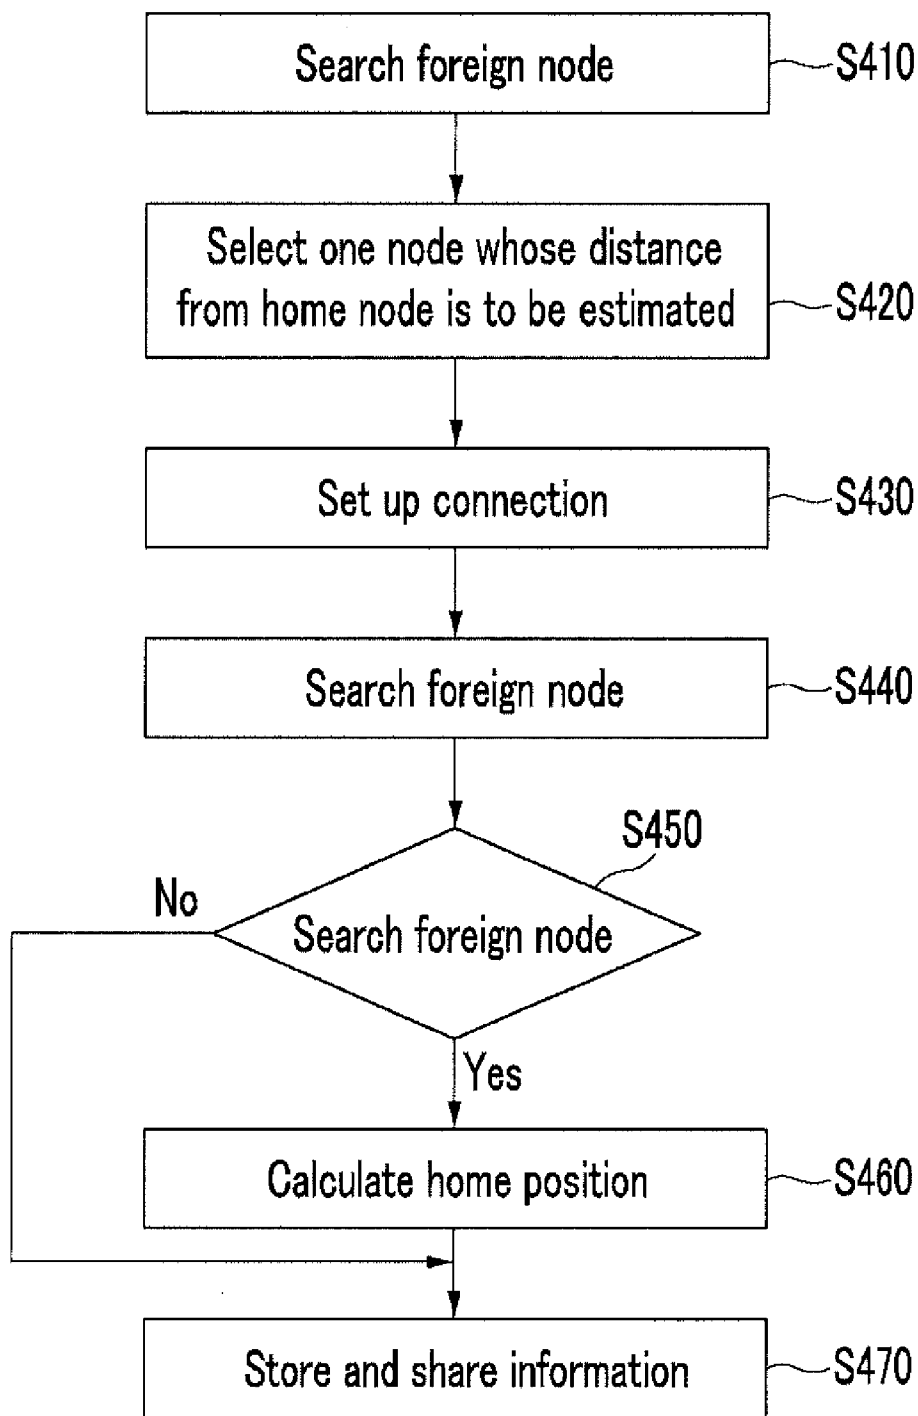 Search foreign node
S410
Select one node whose distance
from home node is to be estimated
S420
Set up connection
S430
Search foreign node
S440
S450
No
Search foreign node
Yes
Calculate home position
S460
Store and share information
S470